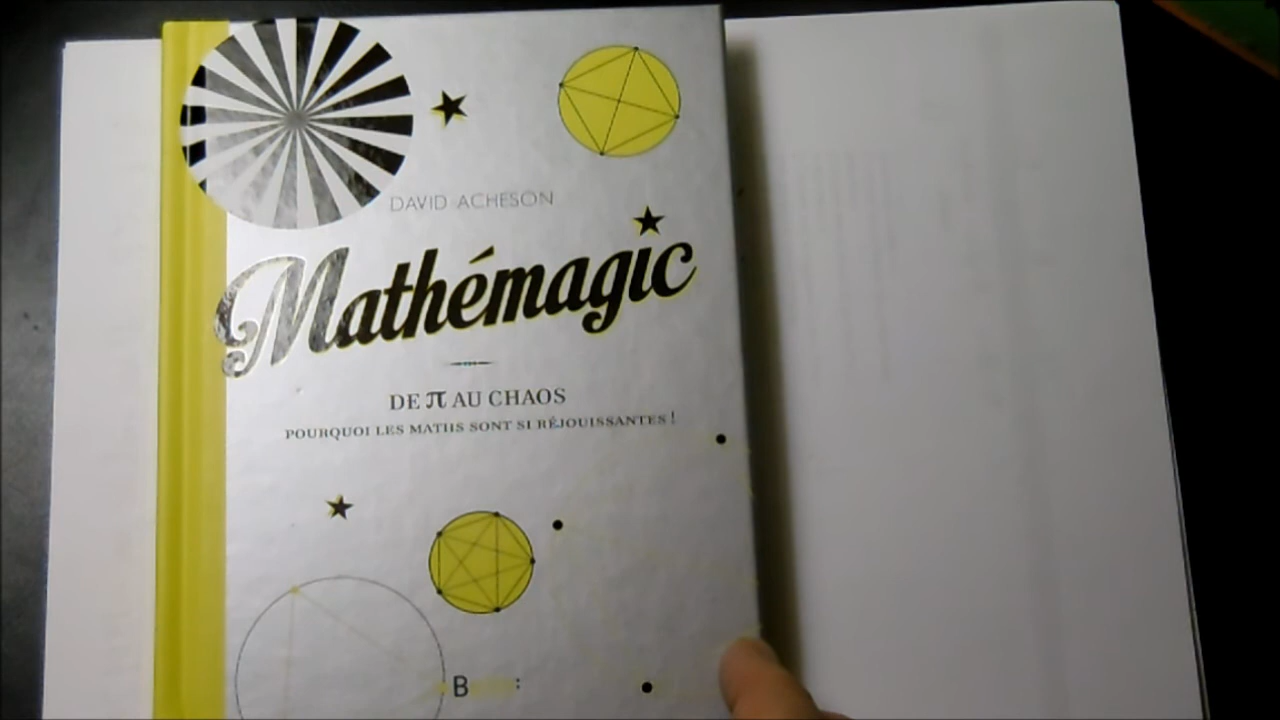 DAVID ACHESON
Mathémagic
DE π AU CHAOS
POURQUOI LES MATHS SONT SI RÉJOUISSANTES !